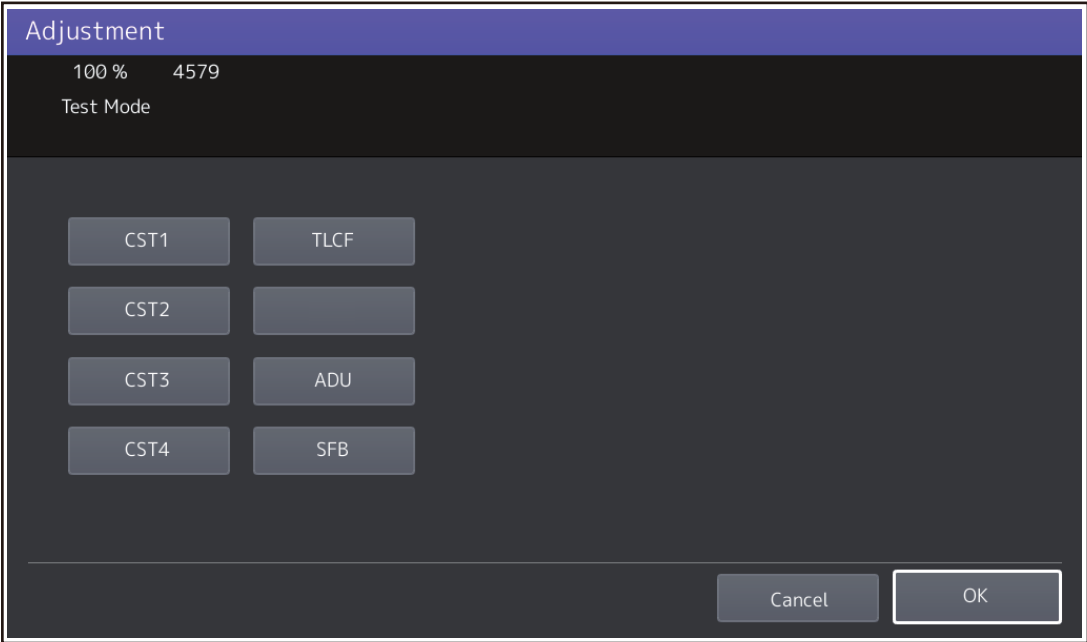 Adjustment
100 % 4579
Test Mode
CST1 TLCF
CST2
CST3 ADU
CST4 SFB
Cancel OK